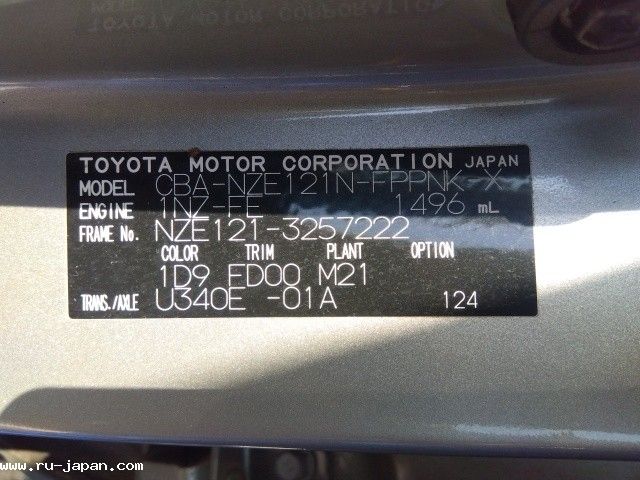 TOYOTA MOTOR CORPORATION JAPAN
MODEL CBA-NZE121N-FPPNK-X
ENGINE 1NZ-FE 1496 mL
FRAME No. NZE121-3257222
COLOR TRIM PLANT OPTION
1D9 FD00 M21
TRANS./AXLE U340E -01A 124
www.ru-japan.com